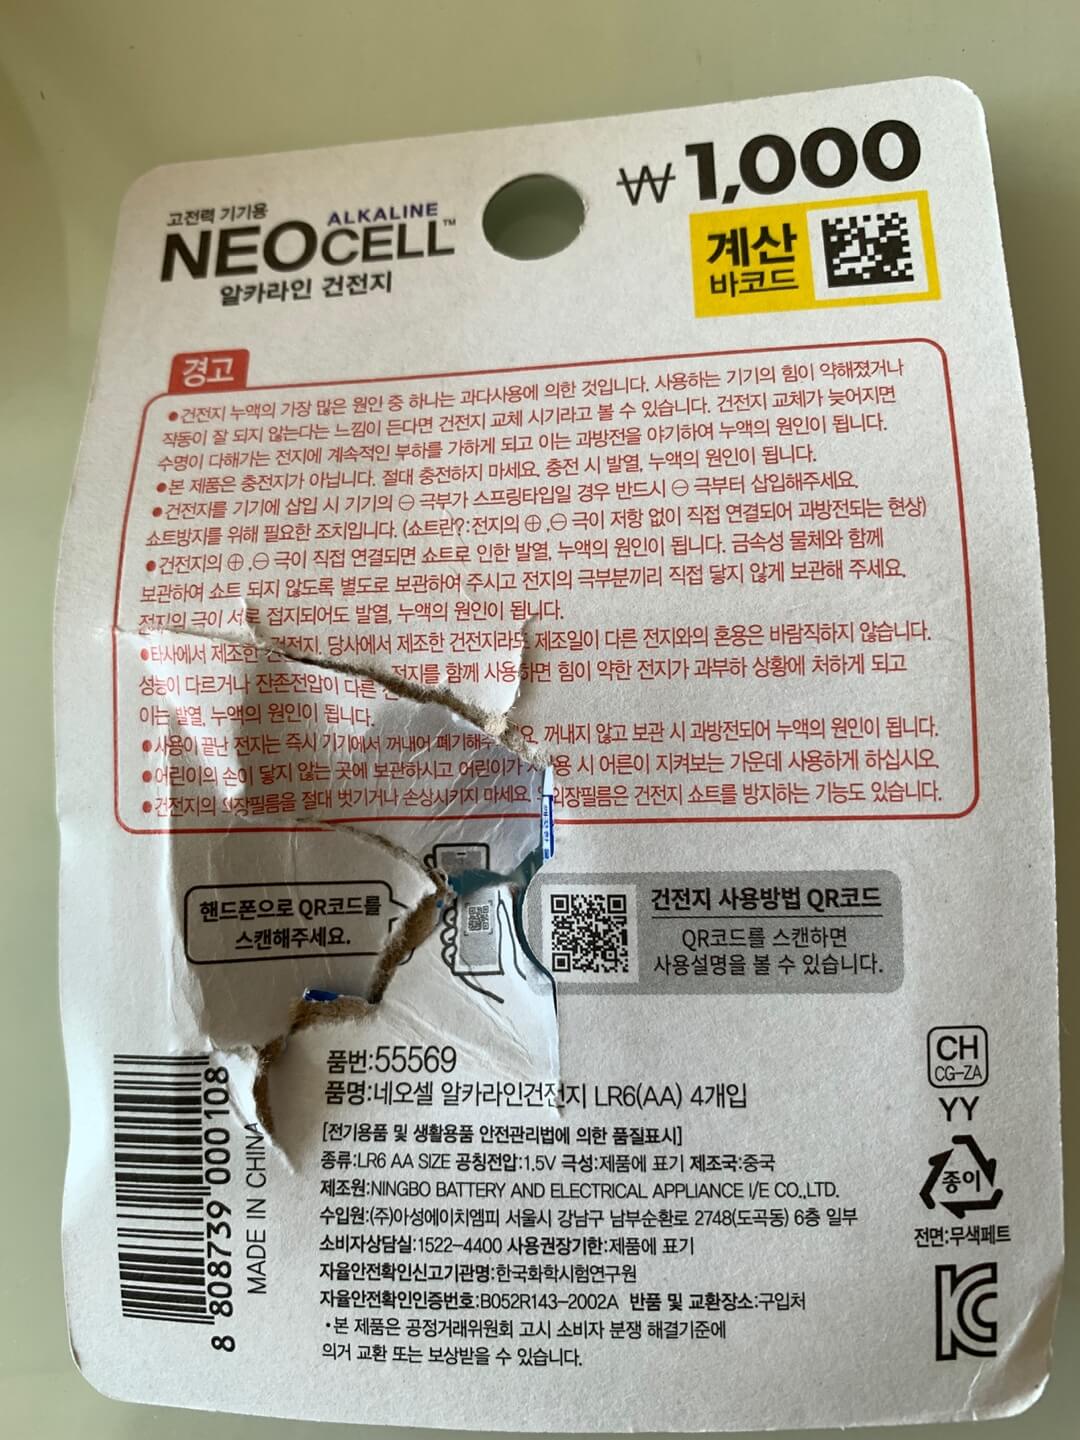 ₩1,000
고전력 기기용
ALKALINE
NEOCELL™
알카라인 건전지
계산
바코드
경고
•건전지 누액의 가장 많은 원인 중 하나는 과다사용에 의한 것입니다. 사용하는 기기의 힘이 약해졌거나
작동이 잘 되지 않는다는 느낌이 든다면 건전지 교체 시기라고 볼 수 있습니다. 건전지 교체가 늦어지면
수명이 다해가는 전지에 계속적인 부하를 가하게 되고 이는 과방전을 야기하여 누액의 원인이 됩니다.
•본 제품은 충전지가 아닙니다. 절대 충전하지 마세요. 충전 시 발열, 누액의 원인이 됩니다.
•건전지를 기기에 삽입 시 기기의 ⊖ 극부가 스프링타입일 경우 반드시 ⊖ 극부터 삽입해주세요.
쇼트방지를 위해 필요한 조치입니다. (쇼트란?:전지의 ⊕,⊖ 극이 저항 없이 직접 연결되어 과방전되는 현상)
•건전지의 ⊕,⊖ 극이 직접 연결되면 쇼트로 인한 발열, 누액의 원인이 됩니다. 금속성 물체와 함께
보관하여 쇼트 되지 않도록 별도로 보관하여 주시고 전지의 극부분끼리 직접 닿지 않게 보관해 주세요.
전지의 극이 서로 접지되어도 발열, 누액의 원인이 됩니다.
•타사에서 제조한 건전지, 당사에서 제조한 건전지라도 제조일이 다른 전지와의 혼용은 바람직하지 않습니다.
성능이 다르거나 잔존전압이 다른 전지를 함께 사용하면 힘이 약한 전지가 과부하 상황에 처하게 되고
이는 발열, 누액의 원인이 됩니다.
•사용이 끝난 전지는 즉시 기기에서 꺼내어 폐기해주 요. 꺼내지 않고 보관 시 과방전되어 누액의 원인이 됩니다.
•어린이의 손이 닿지 않는 곳에 보관하시고 어린이가 사용 시 어른이 지켜보는 가운데 사용하게 하십시오.
•건전지의 외장필름을 절대 벗기거나 손상시키지 마세요. 외장필름은 건전지 쇼트를 방지하는 기능도 있습니다.
핸드폰으로 QR코드를
스캔해주세요.
건전지 사용방법 QR코드
QR코드를 스캔하면
사용설명을 볼 수 있습니다.
품번:55569
품명:네오셀 알카라인건전지 LR6(AA) 4개입
[전기용품 및 생활용품 안전관리법에 의한 품질표시]
종류:LR6 AA SIZE 공칭전압:1.5V 극성:제품에 표기 제조국:중국
제조원:NINGBO BATTERY AND ELECTRICAL APPLIANCE I/E CO.,LTD.
수입원:(주)아성에이치엠피 서울시 강남구 남부순환로 2748(도곡동) 6층 일부
소비자상담실:1522-4400 사용권장기한:제품에 표기
자율안전확인신고기관명:한국화학시험연구원
자율안전확인인증번호:B052R143-2002A 반품 및 교환장소:구입처
•본 제품은 공정거래위원회 고시 소비자 분쟁 해결기준에
의거 교환 또는 보상받을 수 있습니다.
8 808739 000108
MADE IN CHINA
CH
CG-ZA
YY
종이
전면:무색페트